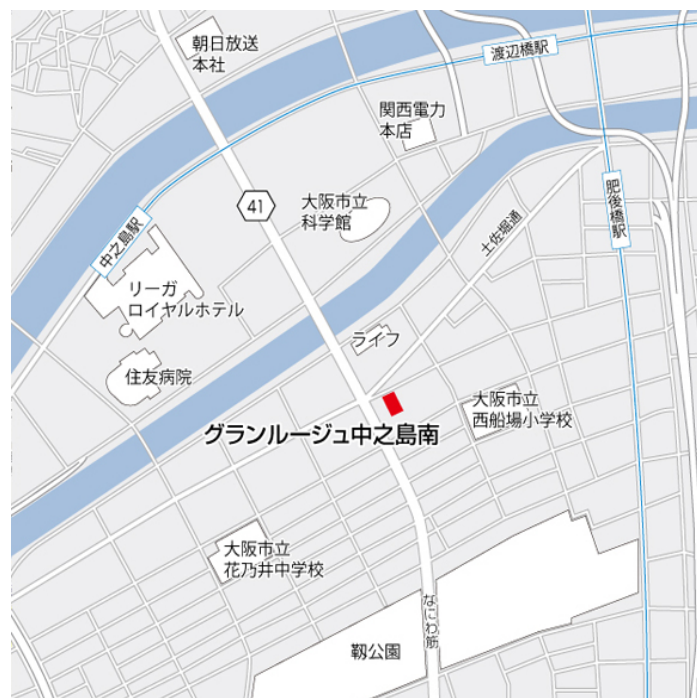 朝日放送
本社
渡辺橋駅
関西電力
本店
41
大阪市立
科学館
肥後橋駅
土佐堀通
中之島駅
リーガ
ロイヤルホテル
ライフ
住友病院
大阪市立
西船場小学校
グランルージュ中之島南
大阪市立
花乃井中学校
なにわ筋
靱公園